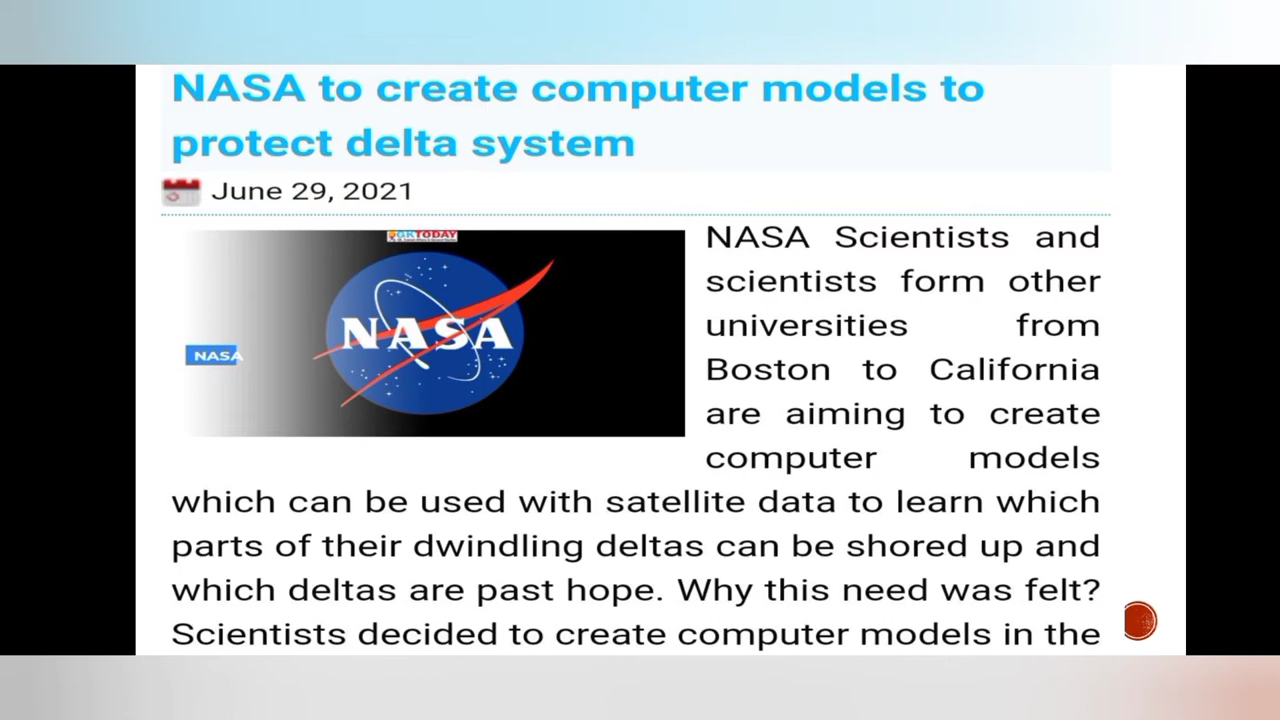 NASA to create computer models to
protect delta system
June 29, 2021
GKTODAY
NASA
NASA
NASA Scientists and
scientists form other
universities from
Boston to California
are aiming to create
computer models
which can be used with satellite data to learn which
parts of their dwindling deltas can be shored up and
which deltas are past hope. Why this need was felt?
Scientists decided to create computer models in the